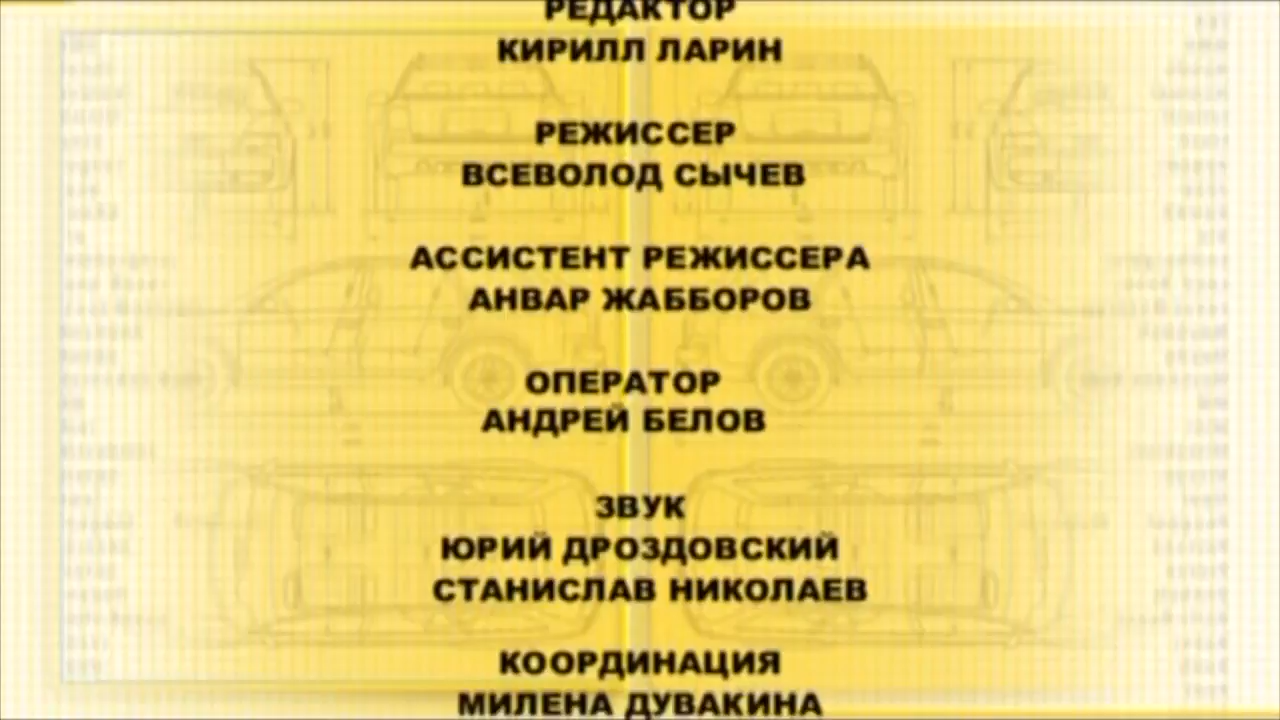 РЕДАКТОР
КИРИЛЛ ЛАРИН
РЕЖИССЕР
ВСЕВОЛОД СЫЧЕВ
АССИСТЕНТ РЕЖИССЕРА
АНВАР ЖАББОРОВ
ОПЕРАТОР
АНДРЕЙ БЕЛОВ
ЗВУК
ЮРИЙ ДРОЗДОВСКИЙ
СТАНИСЛАВ НИКОЛАЕВ
КООРДИНАЦИЯ
МИЛЕНА ДУВАКИНА